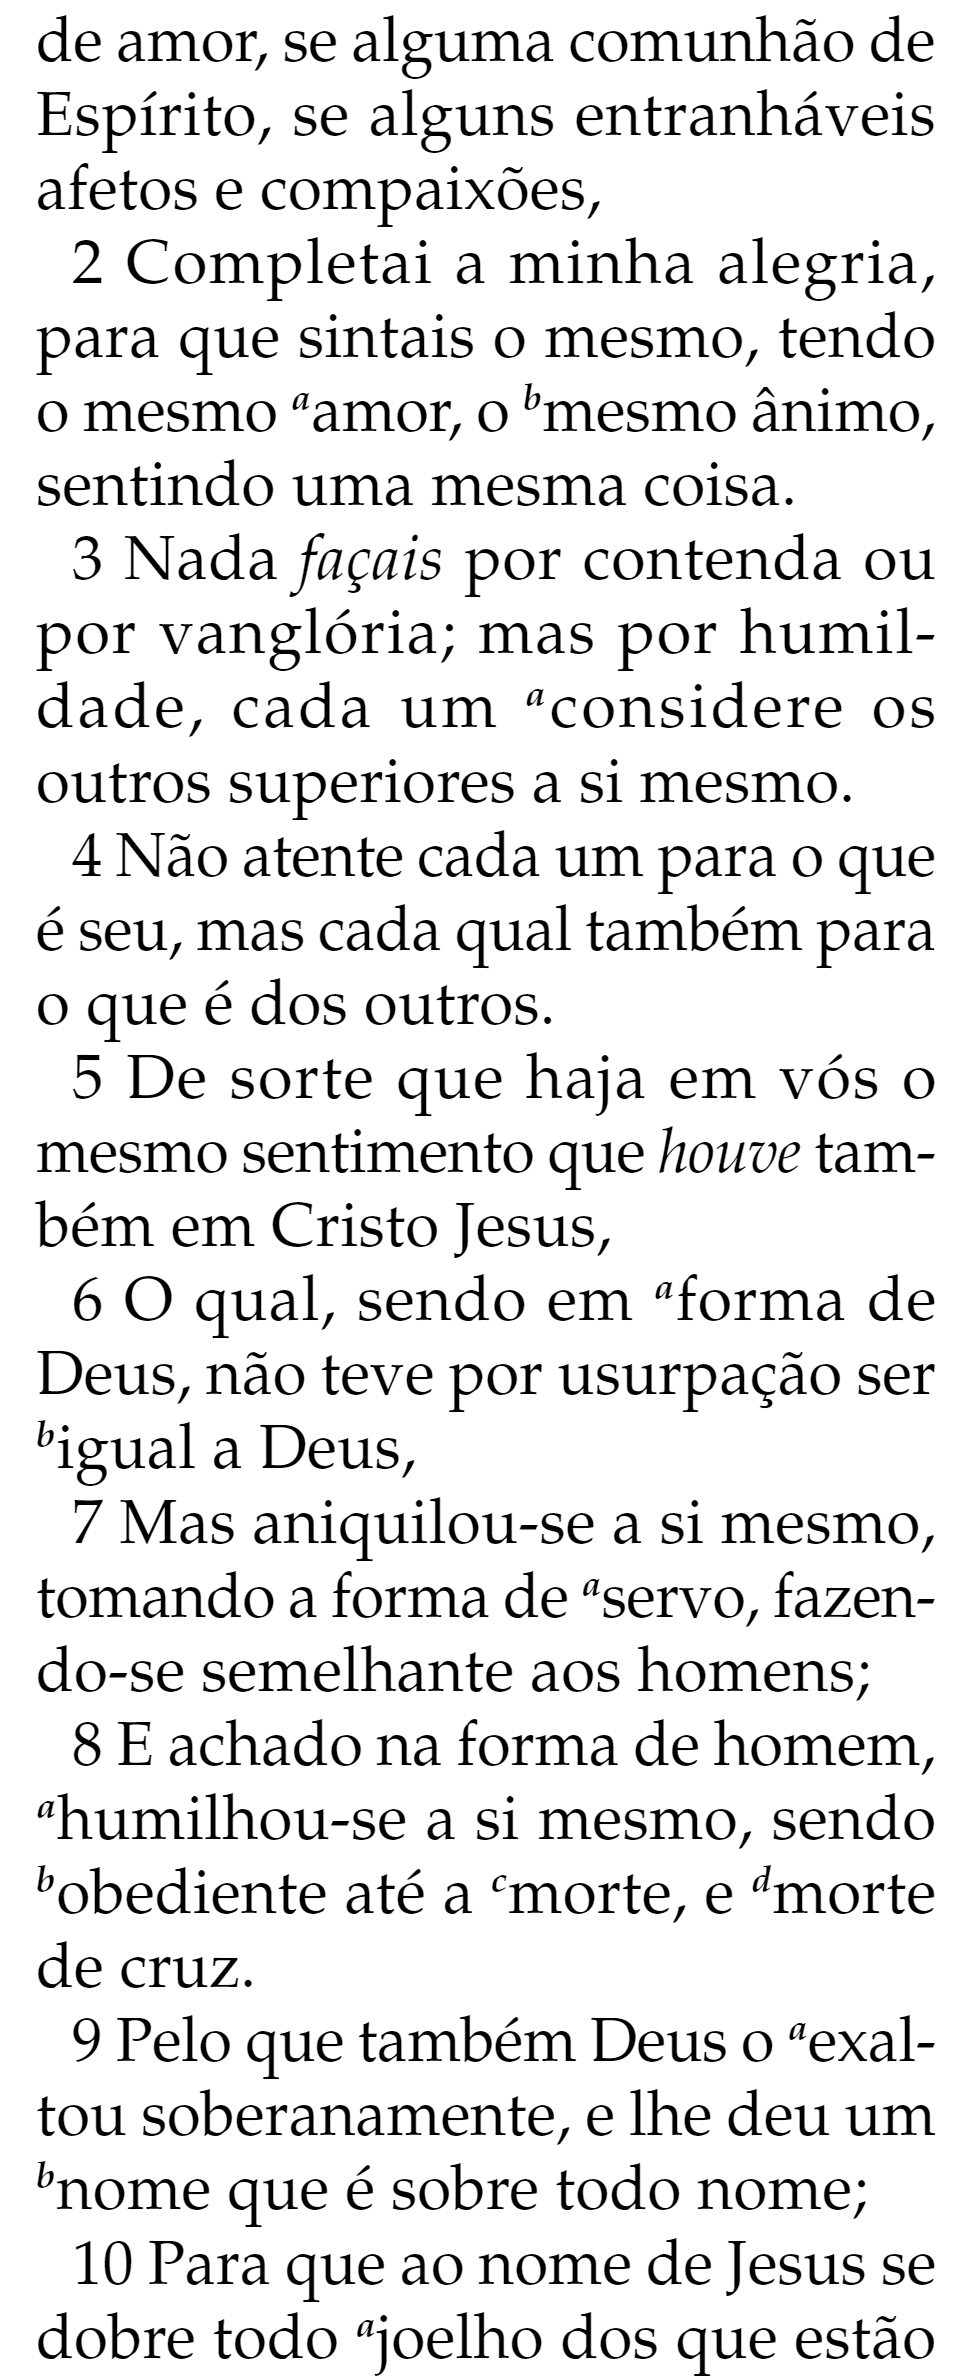 de amor, se alguma comunhão de
Espírito, se alguns entranháveis
afetos e compaixões,
2 Completai a minha alegria,
para que sintais o mesmo, tendo
o mesmo ᵃamor, o ᵇmesmo ânimo,
sentindo uma mesma coisa.
3 Nada façais por contenda ou
por vanglória; mas por humil-
dade, cada um ᵃconsidere os
outros superiores a si mesmo.
4 Não atente cada um para o que
é seu, mas cada qual também para
o que é dos outros.
5 De sorte que haja em vós o
mesmo sentimento que houve tam-
bém em Cristo Jesus,
6 O qual, sendo em ᵃforma de
Deus, não teve por usurpação ser
ᵇigual a Deus,
7 Mas aniquilou-se a si mesmo,
tomando a forma de ᵃservo, fazen-
do-se semelhante aos homens;
8 E achado na forma de homem,
ᵃhumilhou-se a si mesmo, sendo
ᵇobediente até a ᶜmorte, e ᵈmorte
de cruz.
9 Pelo que também Deus o ᵃexal-
tou soberanamente, e lhe deu um
ᵇnome que é sobre todo nome;
10 Para que ao nome de Jesus se
dobre todo ᵃjoelho dos que estão